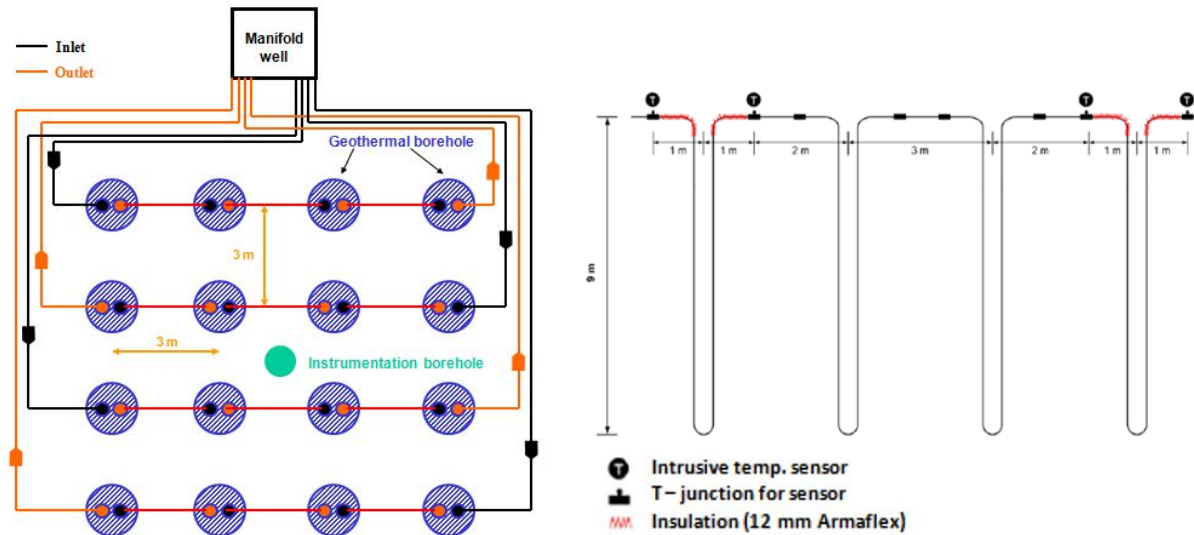 Manifold
well
Inlet
Outlet
Geothermal borehole
3 m
3 m
Instrumentation borehole
T
T
T
T
1 m
1 m
2 m
3 m
2 m
1 m
1 m
9 m
T
Intrusive temp. sensor
T – junction for sensor
Insulation (12 mm Armaflex)